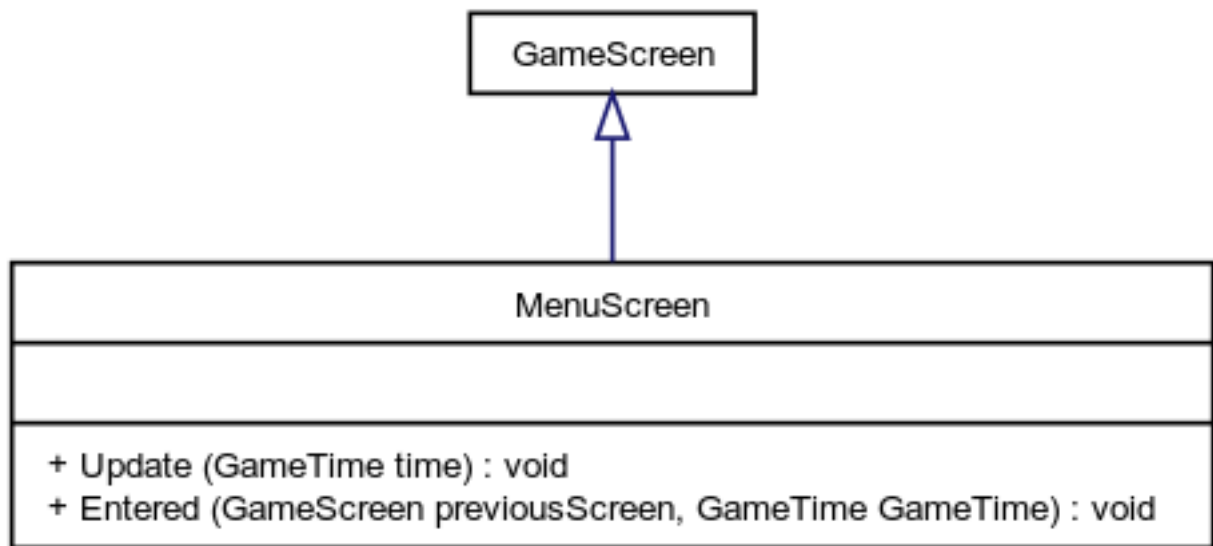 GameScreen
MenuScreen
+ Update (GameTime time) : void
+ Entered (GameScreen previousScreen, GameTime GameTime) : void